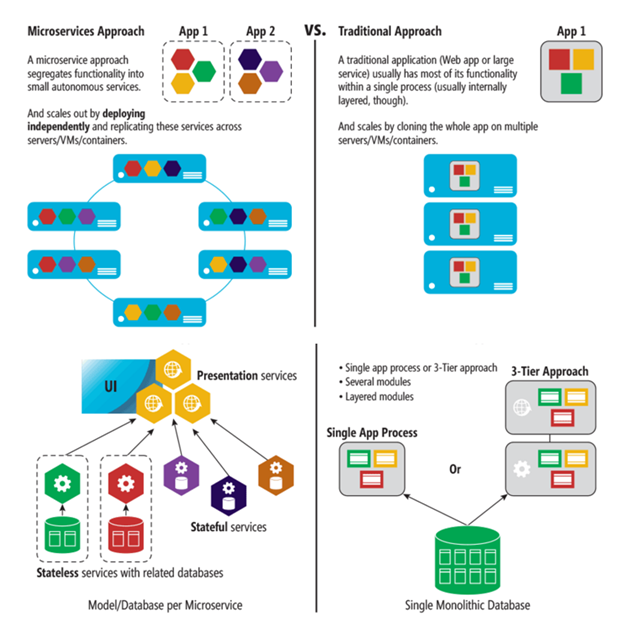 Microservices Approach
App 1
App 2
A microservice approach
segregates functionality into
small autonomous services.
And scales out by deploying
independently and replicating these services across
servers/VMs/containers.
VS.
Traditional Approach
App 1
A traditional application (Web app or large
service) usually has most of its functionality
within a single process (usually internally
layered, though).
And scales by cloning the whole app on multiple
servers/VMs/containers.
UI
Presentation services
Stateful services
Stateless services with related databases
Model/Database per Microservice
• Single app process or 3-Tier approach
• Several modules
• Layered modules
3-Tier Approach
Single App Process
Or
Single Monolithic Database